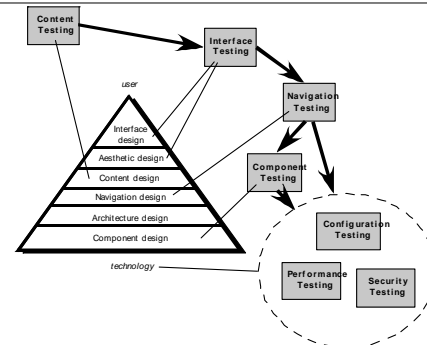 Content
Testing
Interface
Testing
user
Navigation
Testing
Interface
design
Aesthetic design
Content design
Navigation design
Architecture design
Component design
Component
Testing
technology
Configuration
Testing
Performance
Testing
Security
Testing